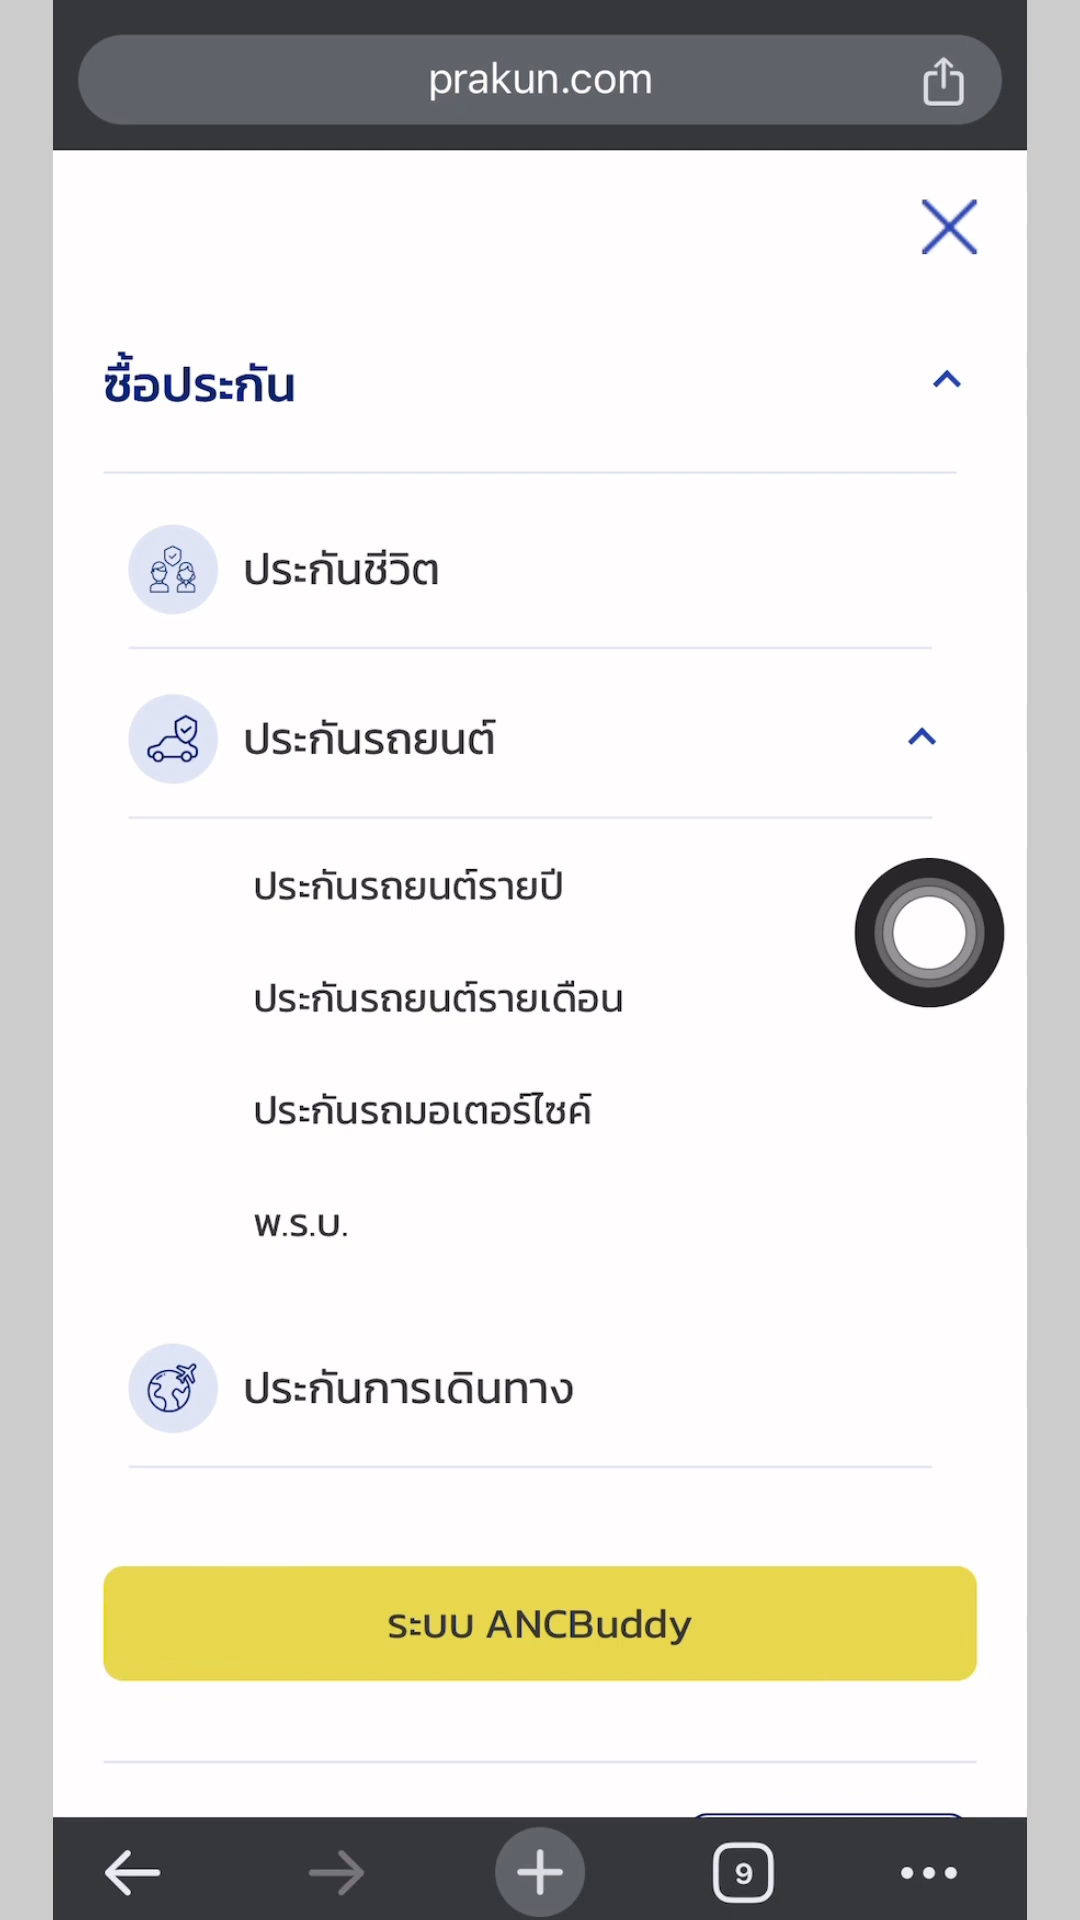 prakun.com
ซื้อประกัน
ประกันชีวิต
ประกันรถยนต์
ประกันรถยนต์รายปี
ประกันรถยนต์รายเดือน
ประกันรถมอเตอร์ไซค์
พ.ร.บ.
ประกันการเดินทาง
ระบบ ANCBuddy
9